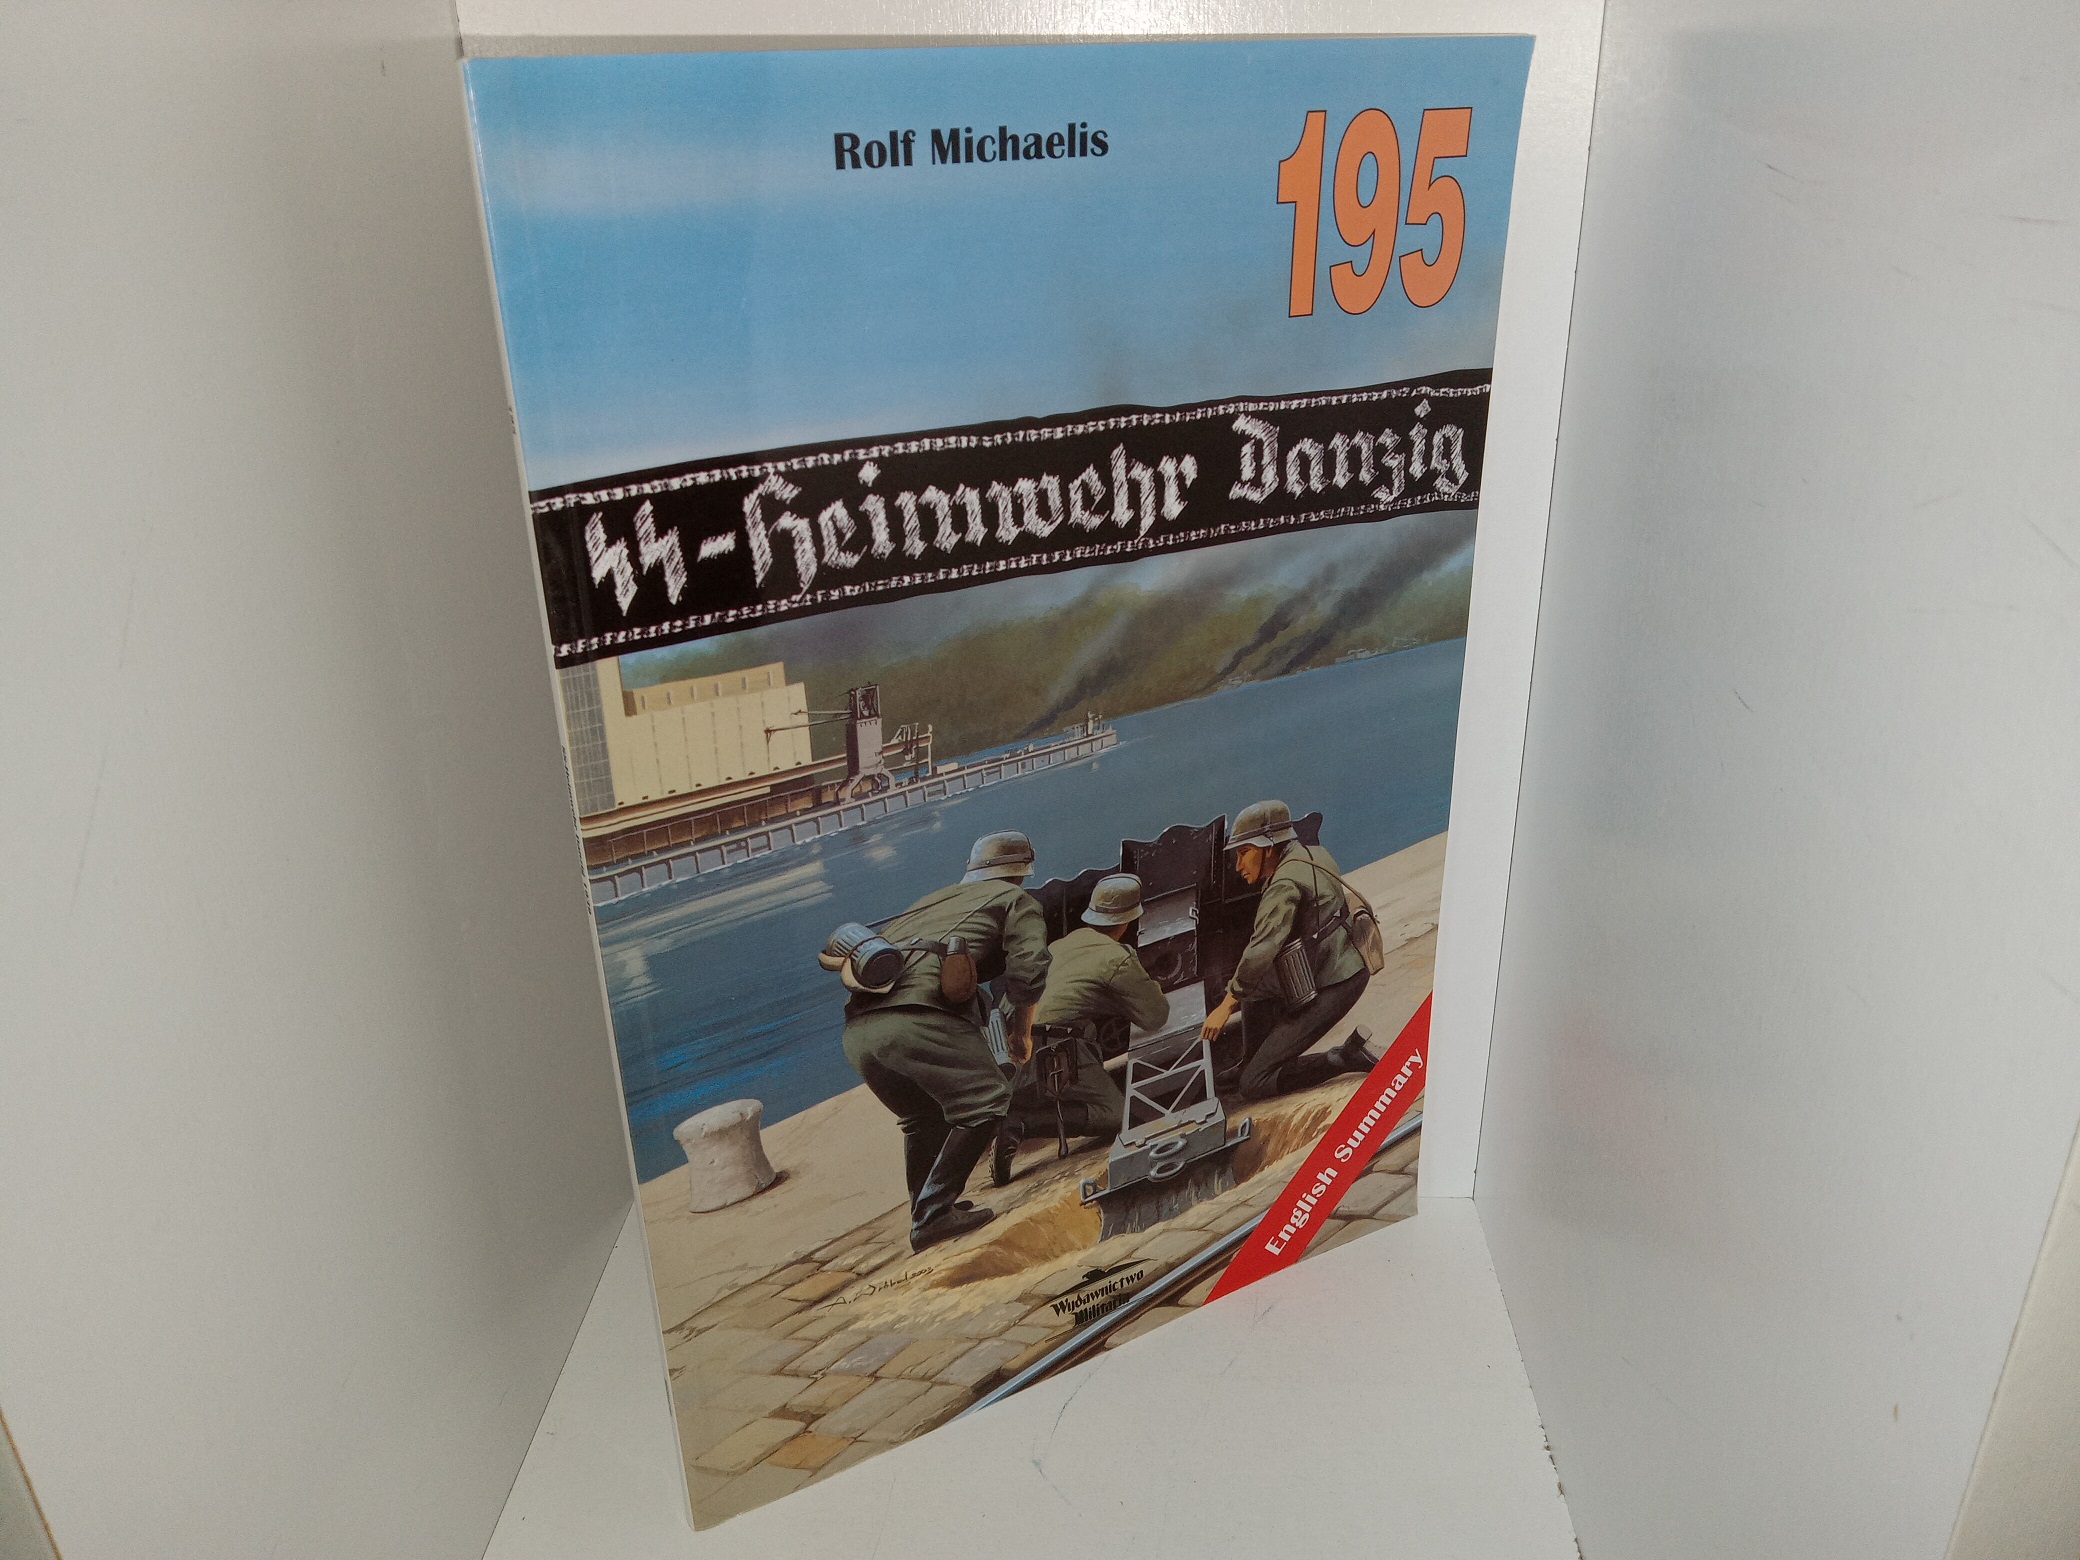 Rolf Michaelis
195
SS-Heimwehr Danzig
English Summary
Wydawnictwo
Militaria